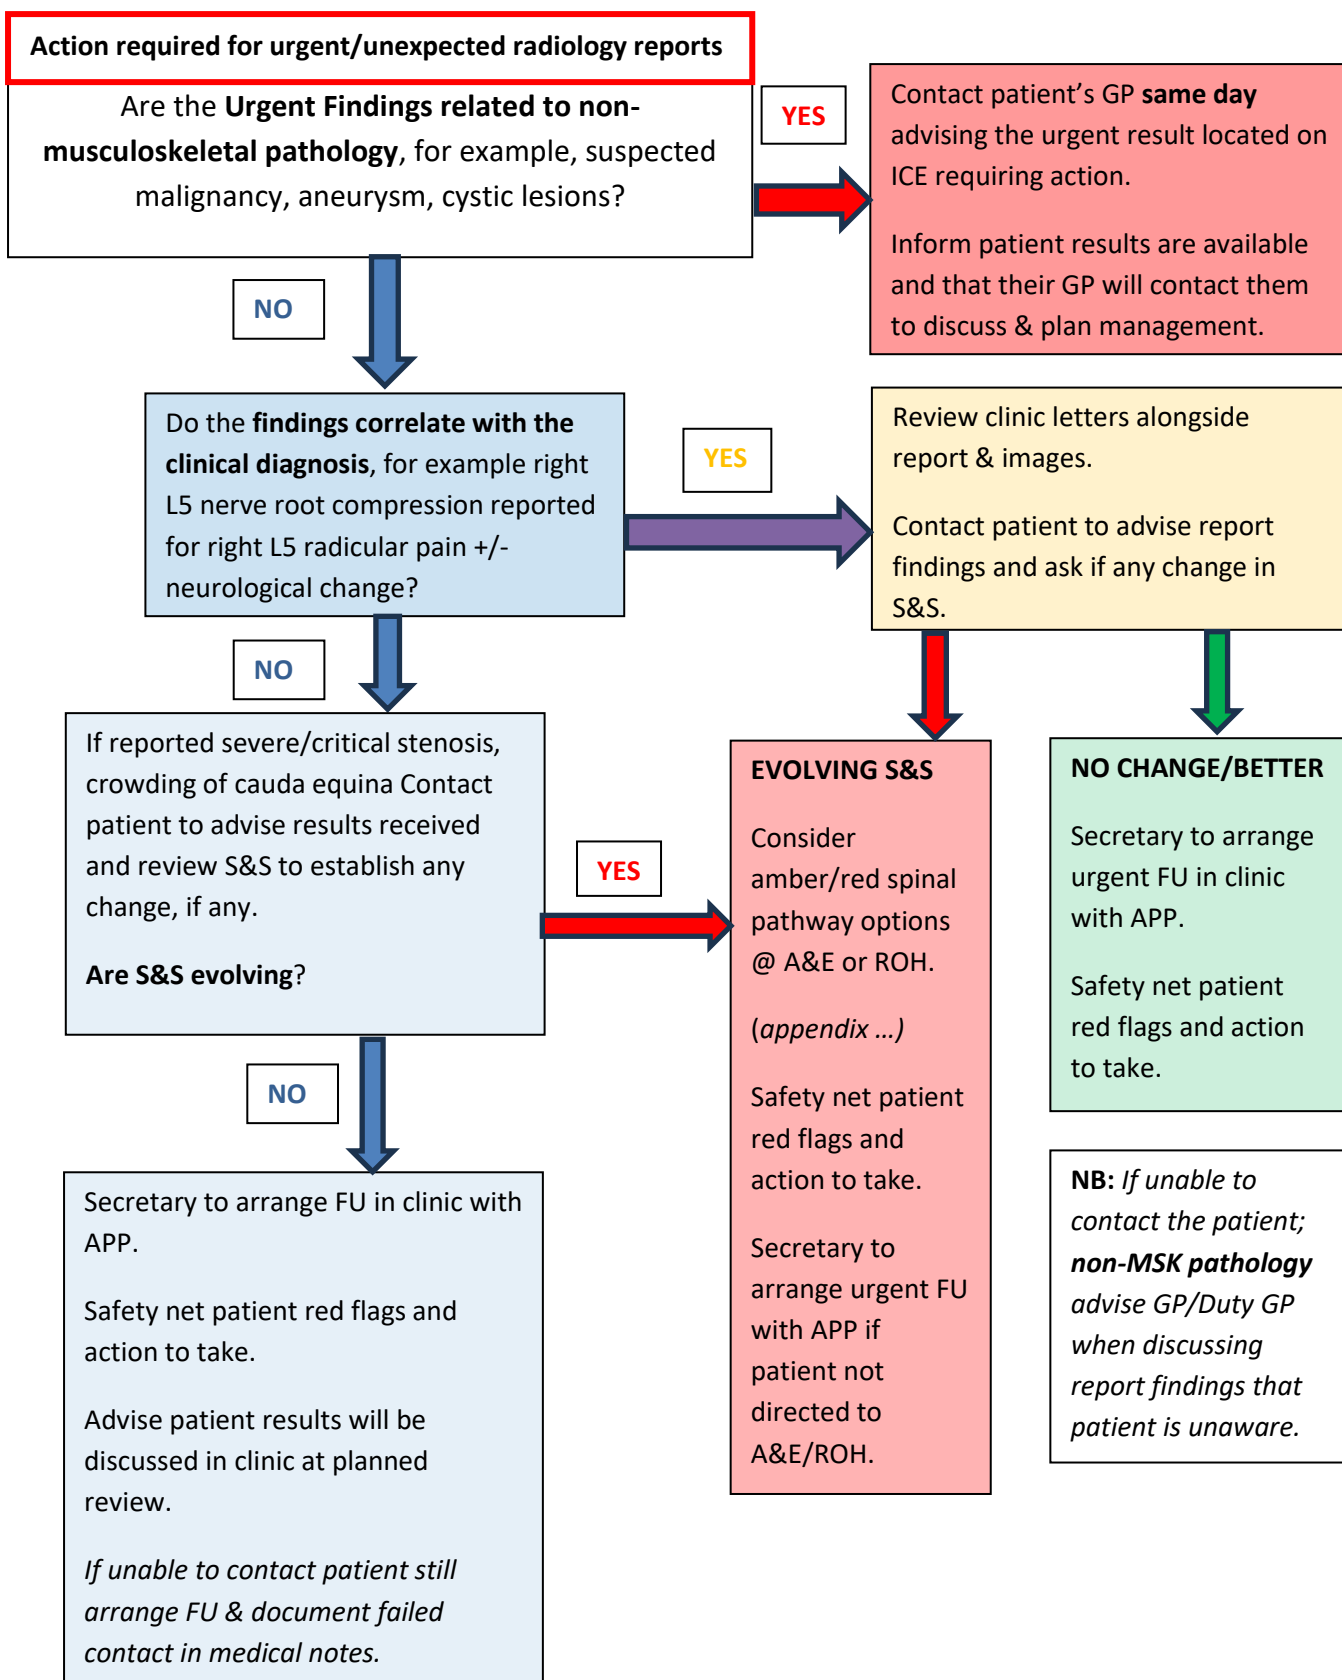 Action required for urgent/unexpected radiology reports
Are the Urgent Findings related to non-
musculoskeletal pathology, for example, suspected
malignancy, aneurysm, cystic lesions?
YES
Contact patient’s GP same day
advising the urgent result located on
ICE requiring action.
Inform patient results are available
and that their GP will contact them
to discuss & plan management.
NO
Do the findings correlate with the
clinical diagnosis, for example right
L5 nerve root compression reported
for right L5 radicular pain +/-
neurological change?
YES
Review clinic letters alongside
report & images.
Contact patient to advise report
findings and ask if any change in
S&S.
NO
If reported severe/critical stenosis,
crowding of cauda equina Contact
patient to advise results received
and review S&S to establish any
change, if any.
Are S&S evolving?
YES
EVOLVING S&S
Consider
amber/red spinal
pathway options
@ A&E or ROH.
(appendix …)
Safety net patient
red flags and
action to take.
Secretary to
arrange urgent FU
with APP if
patient not
directed to
A&E/ROH.
NO CHANGE/BETTER
Secretary to arrange
urgent FU in clinic
with APP.
Safety net patient
red flags and action
to take.
NO
Secretary to arrange FU in clinic with
APP.
Safety net patient red flags and
action to take.
Advise patient results will be
discussed in clinic at planned
review.
If unable to contact patient still
arrange FU & document failed
contact in medical notes.
NB: If unable to
contact the patient;
non-MSK pathology
advise GP/Duty GP
when discussing
report findings that
patient is unaware.